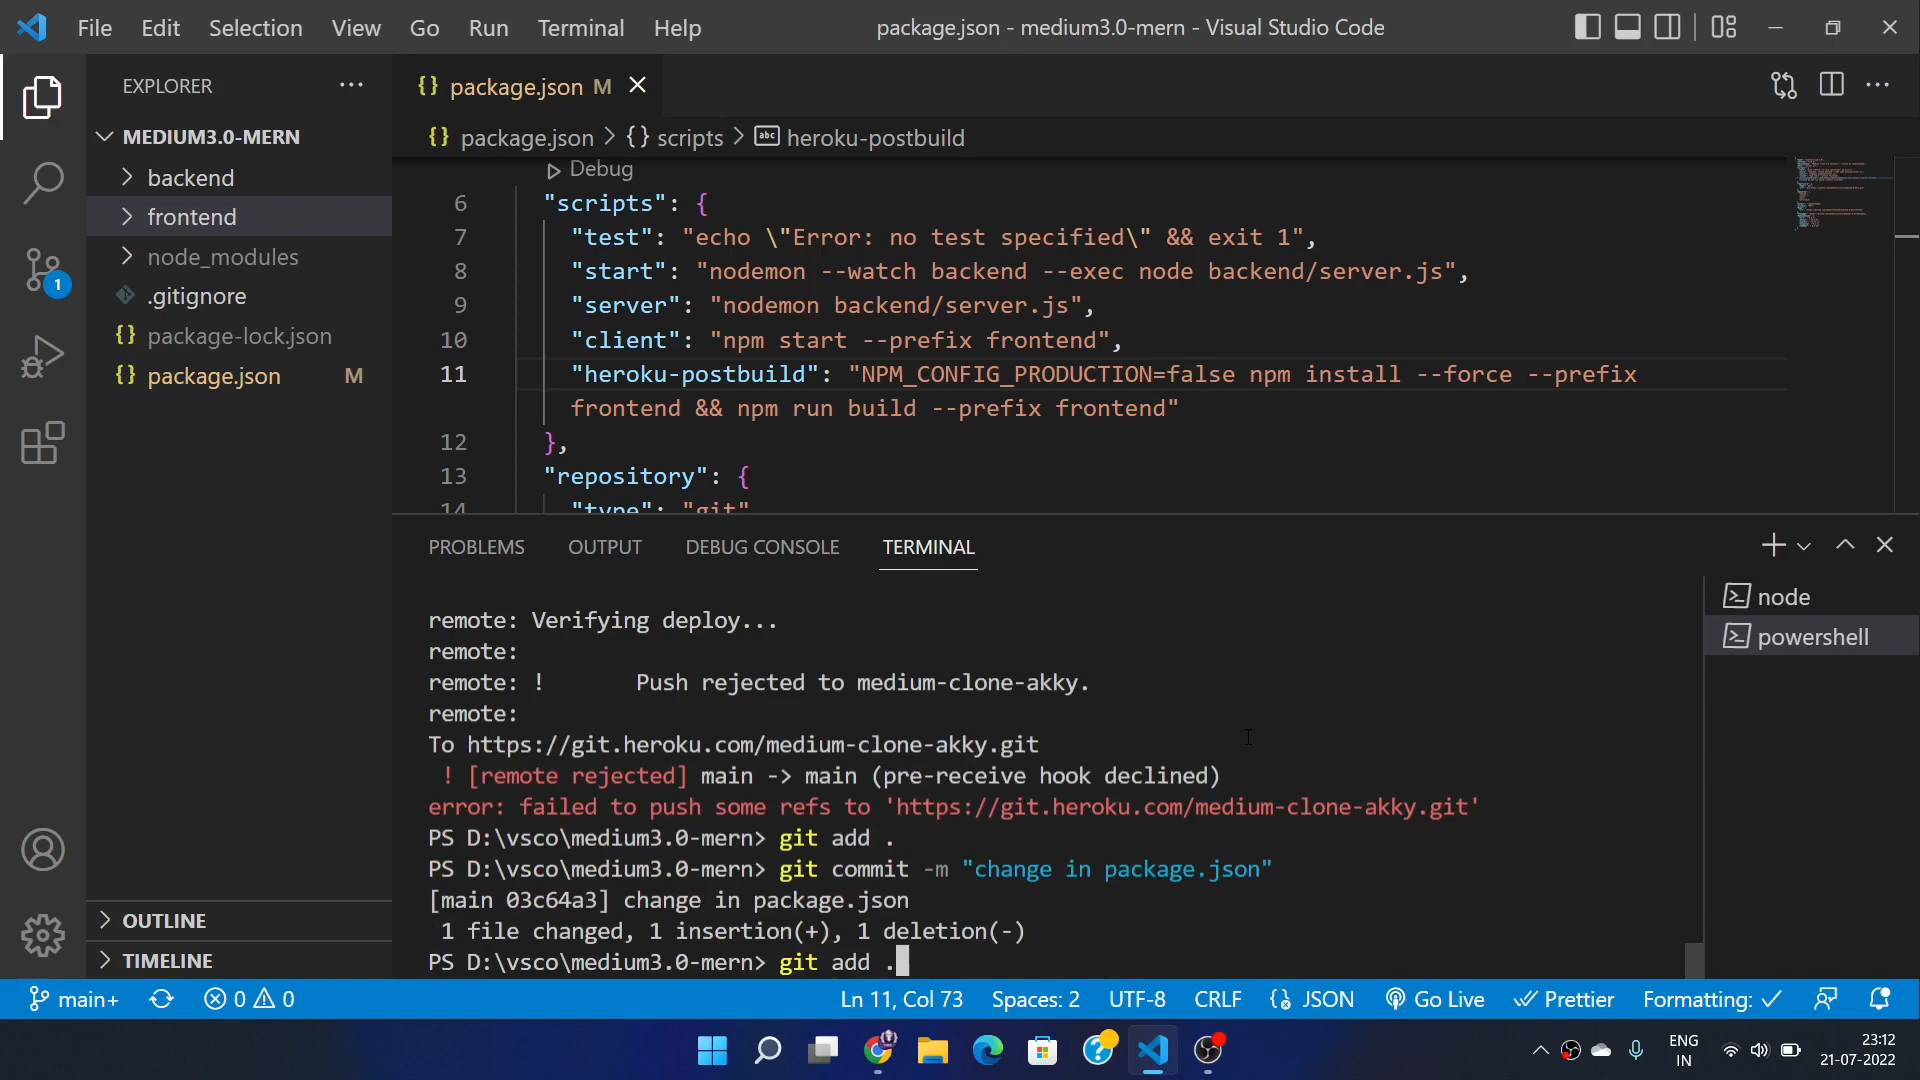 File Edit Selection View Go Run Terminal Help
package.json - medium3.0-mern - Visual Studio Code
EXPLORER
{} package.json M
MEDIUM3.0-MERN
{} package.json > {} scripts > abc heroku-postbuild
backend
frontend
node_modules
.gitignore
{} package-lock.json
{} package.json M
1
Debug
6 "scripts": {
7 "test": "echo \"Error: no test specified\" && exit 1",
8 "start": "nodemon --watch backend --exec node backend/server.js",
9 "server": "nodemon backend/server.js",
10 "client": "npm start --prefix frontend",
11 "heroku-postbuild": "NPM_CONFIG_PRODUCTION=false npm install --force --prefix
frontend && npm run build --prefix frontend"
12 },
13 "repository": {
14 "type": "git"
PROBLEMS OUTPUT DEBUG CONSOLE TERMINAL
node
powershell
remote: Verifying deploy...
remote:
remote: ! Push rejected to medium-clone-akky.
remote:
To https://git.heroku.com/medium-clone-akky.git
! [remote rejected] main -> main (pre-receive hook declined)
error: failed to push some refs to 'https://git.heroku.com/medium-clone-akky.git'
PS D:\vsco\medium3.0-mern> git add .
PS D:\vsco\medium3.0-mern> git commit -m "change in package.json"
[main 03c64a3] change in package.json
1 file changed, 1 insertion(+), 1 deletion(-)
PS D:\vsco\medium3.0-mern> git add .
OUTLINE
TIMELINE
main+ 0 0 Ln 11, Col 73 Spaces: 2 UTF-8 CRLF JSON Go Live Prettier Formatting: ✓
ENG
IN
23:12
21-07-2022